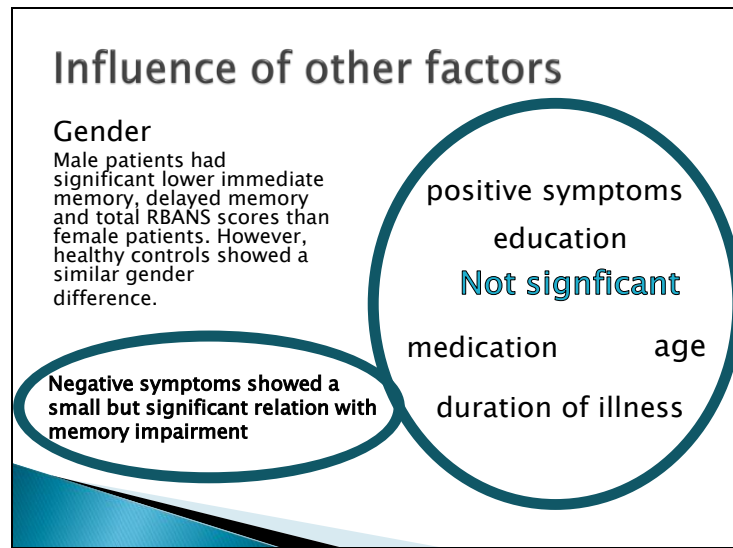 Influence of other factors
Gender
Male patients had
significant lower immediate
memory, delayed memory
and total RBANS scores than
female patients. However,
healthy controls showed a
similar gender
difference.
Negative symptoms showed a
small but significant relation with
memory impairment
positive symptoms
education
Not signficant
medication age
duration of illness